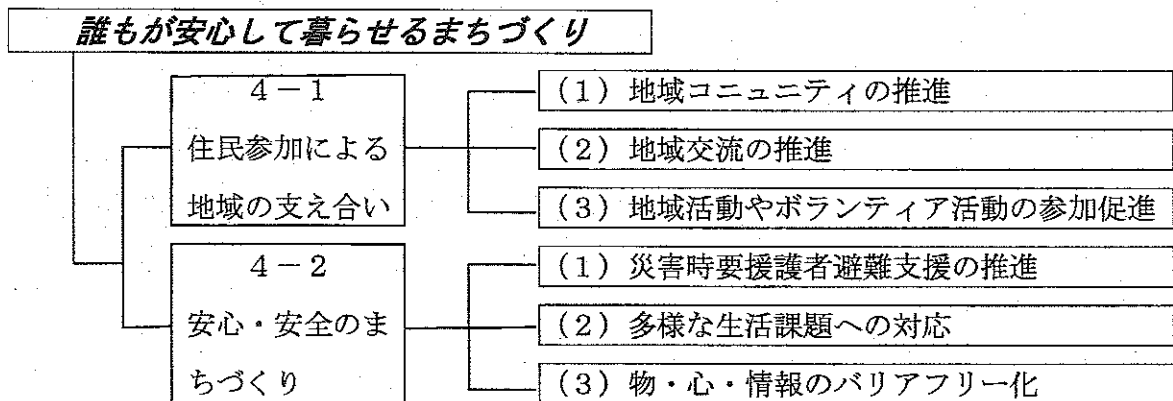 誰もが安心して暮らせるまちづくり
4-1
住民参加による
地域の支え合い
(1)地域コニュニティの推進
(2)地域交流の推進
(3)地域活動やボランティア活動の参加促進
4-2
安心・安全のま
ちづくり
(1)災害時要援護者避難支援の推進
(2)多様な生活課題への対応
(3)物・心・情報のバリアフリー化